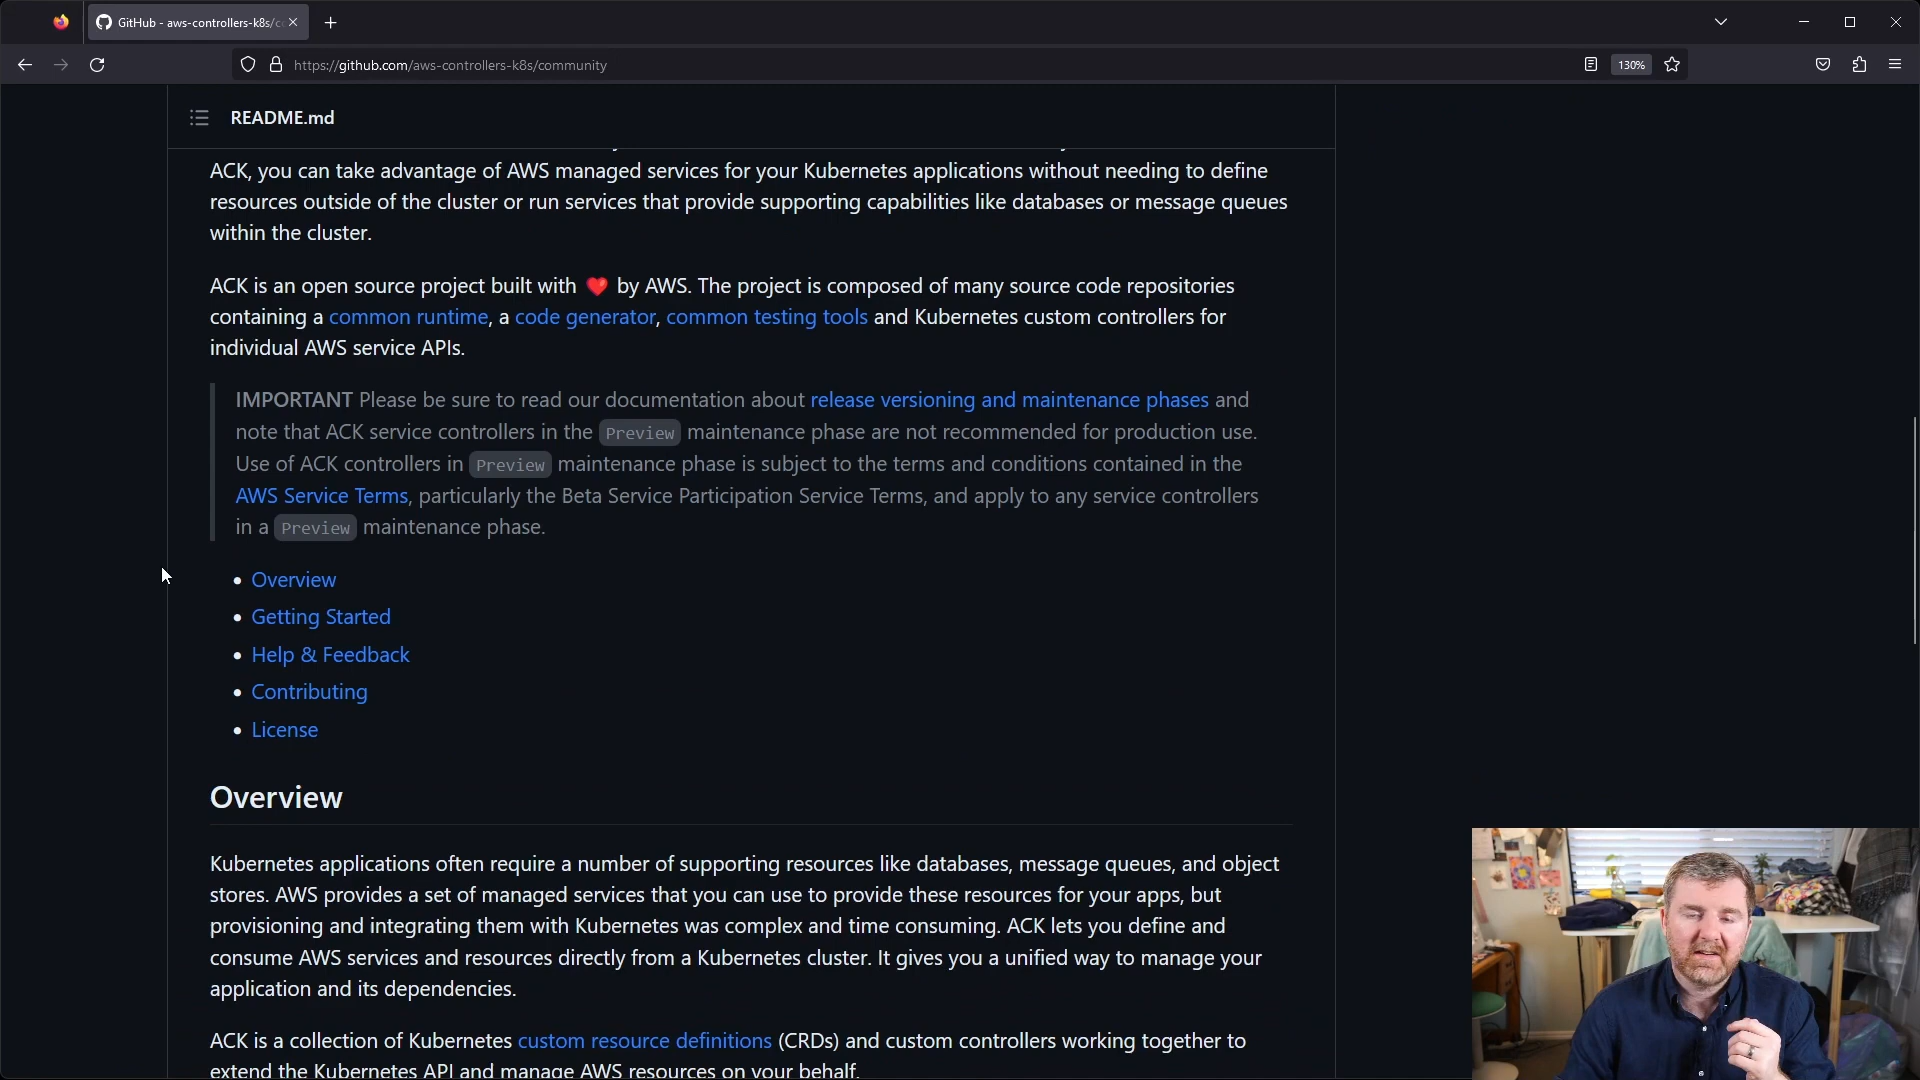 GitHub - aws-controllers-k8s/c
https://github.com/aws-controllers-k8s/community
130%
README.md
ACK, you can take advantage of AWS managed services for your Kubernetes applications without needing to define
resources outside of the cluster or run services that provide supporting capabilities like databases or message queues
within the cluster.
ACK is an open source project built with ❤️ by AWS. The project is composed of many source code repositories
containing a common runtime, a code generator, common testing tools and Kubernetes custom controllers for
individual AWS service APIs.
IMPORTANT Please be sure to read our documentation about release versioning and maintenance phases and
note that ACK service controllers in the Preview maintenance phase are not recommended for production use.
Use of ACK controllers in Preview maintenance phase is subject to the terms and conditions contained in the
AWS Service Terms, particularly the Beta Service Participation Service Terms, and apply to any service controllers
in a Preview maintenance phase.
• Overview
• Getting Started
• Help & Feedback
• Contributing
• License
Overview
Kubernetes applications often require a number of supporting resources like databases, message queues, and object
stores. AWS provides a set of managed services that you can use to provide these resources for your apps, but
provisioning and integrating them with Kubernetes was complex and time consuming. ACK lets you define and
consume AWS services and resources directly from a Kubernetes cluster. It gives you a unified way to manage your
application and its dependencies.
ACK is a collection of Kubernetes custom resource definitions (CRDs) and custom controllers working together to
extend the Kubernetes API and manage AWS resources on your behalf.